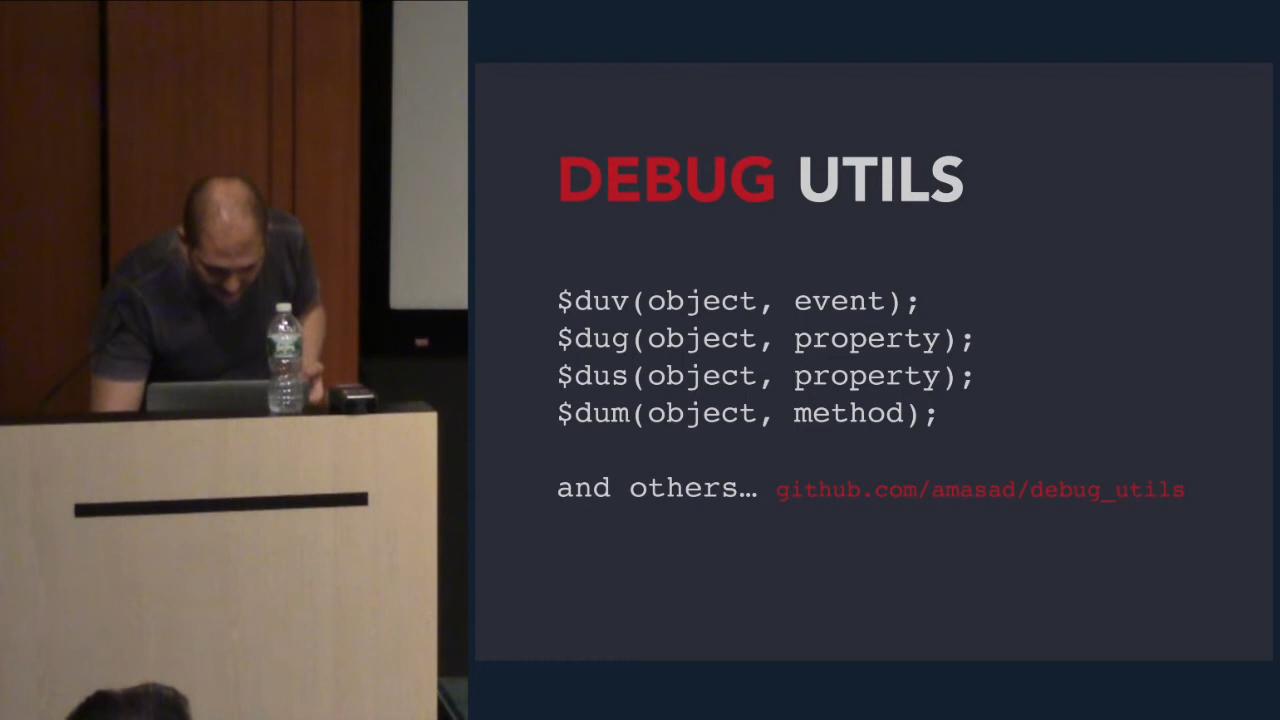 DEBUG UTILS
$duv(object, event);
$dug(object, property);
$dus(object, property);
$dum(object, method);
and others… github.com/amasad/debug_utils